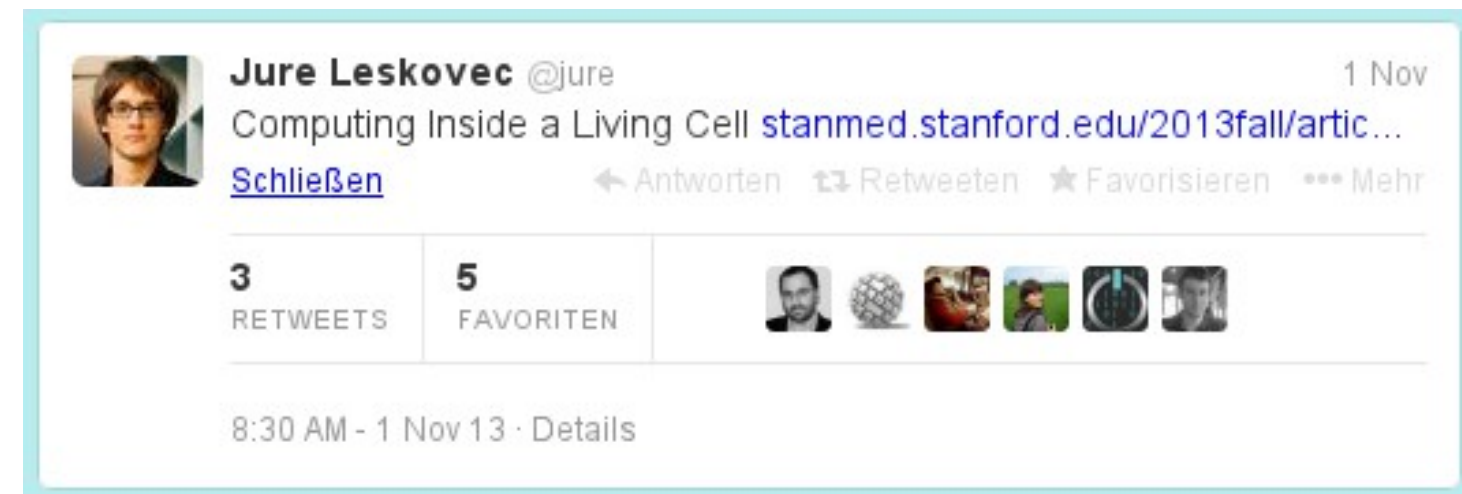 Jure Leskovec @jure 1 Nov
Computing Inside a Living Cell stanmed.stanford.edu/2013fall/artic...
Schließen Antworten Retweeten Favorisieren Mehr
3 5
RETWEETS FAVORITEN
8:30 AM - 1 Nov 13 · Details